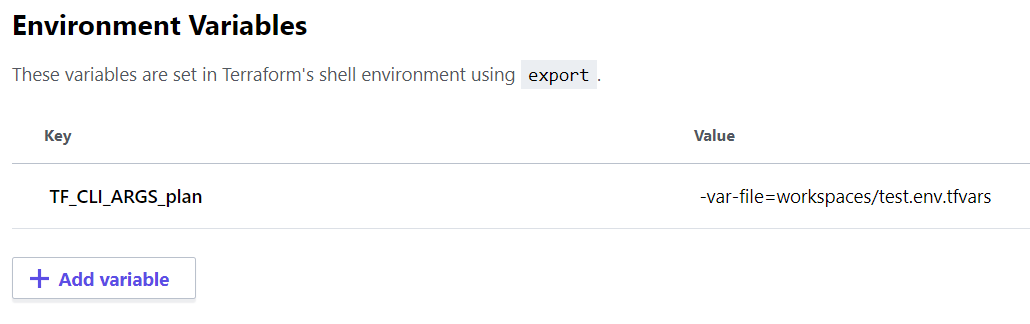 Environment Variables
These variables are set in Terraform's shell environment using export.
Key Value
TF_CLI_ARGS_plan -var-file=workspaces/test.env.tfvars
+ Add variable